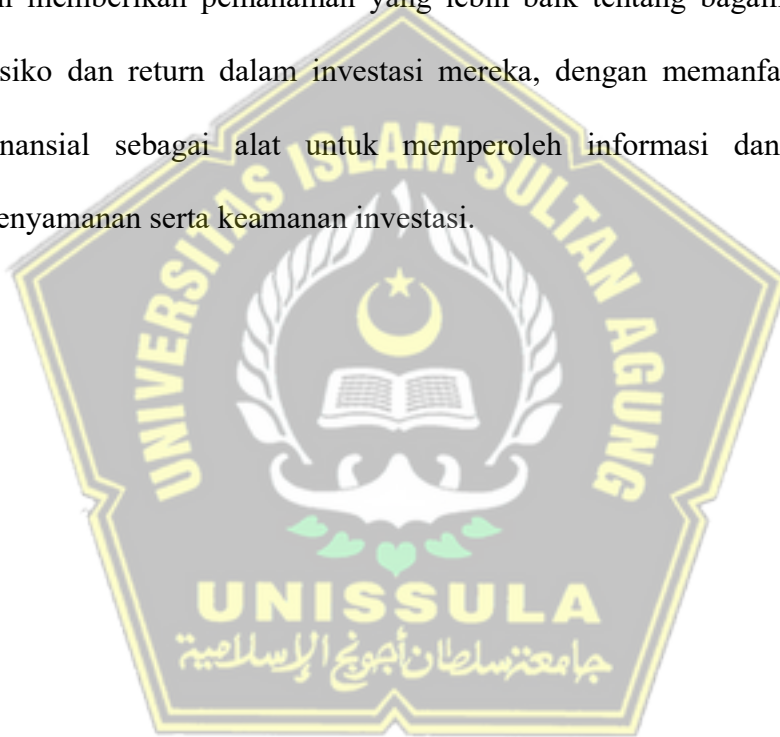 memberikan pemahaman yang lebih baik tentang
siko dan return dalam investasi mereka, dengan memanfa
nansial sebagai alat untuk memperoleh informasi dan
enyamanan serta keamanan investasi.
UNIVERSITAS ISLAM SULTAN AGUNG
UNISSULA
جامعة سلطان أجونج الإسلامية